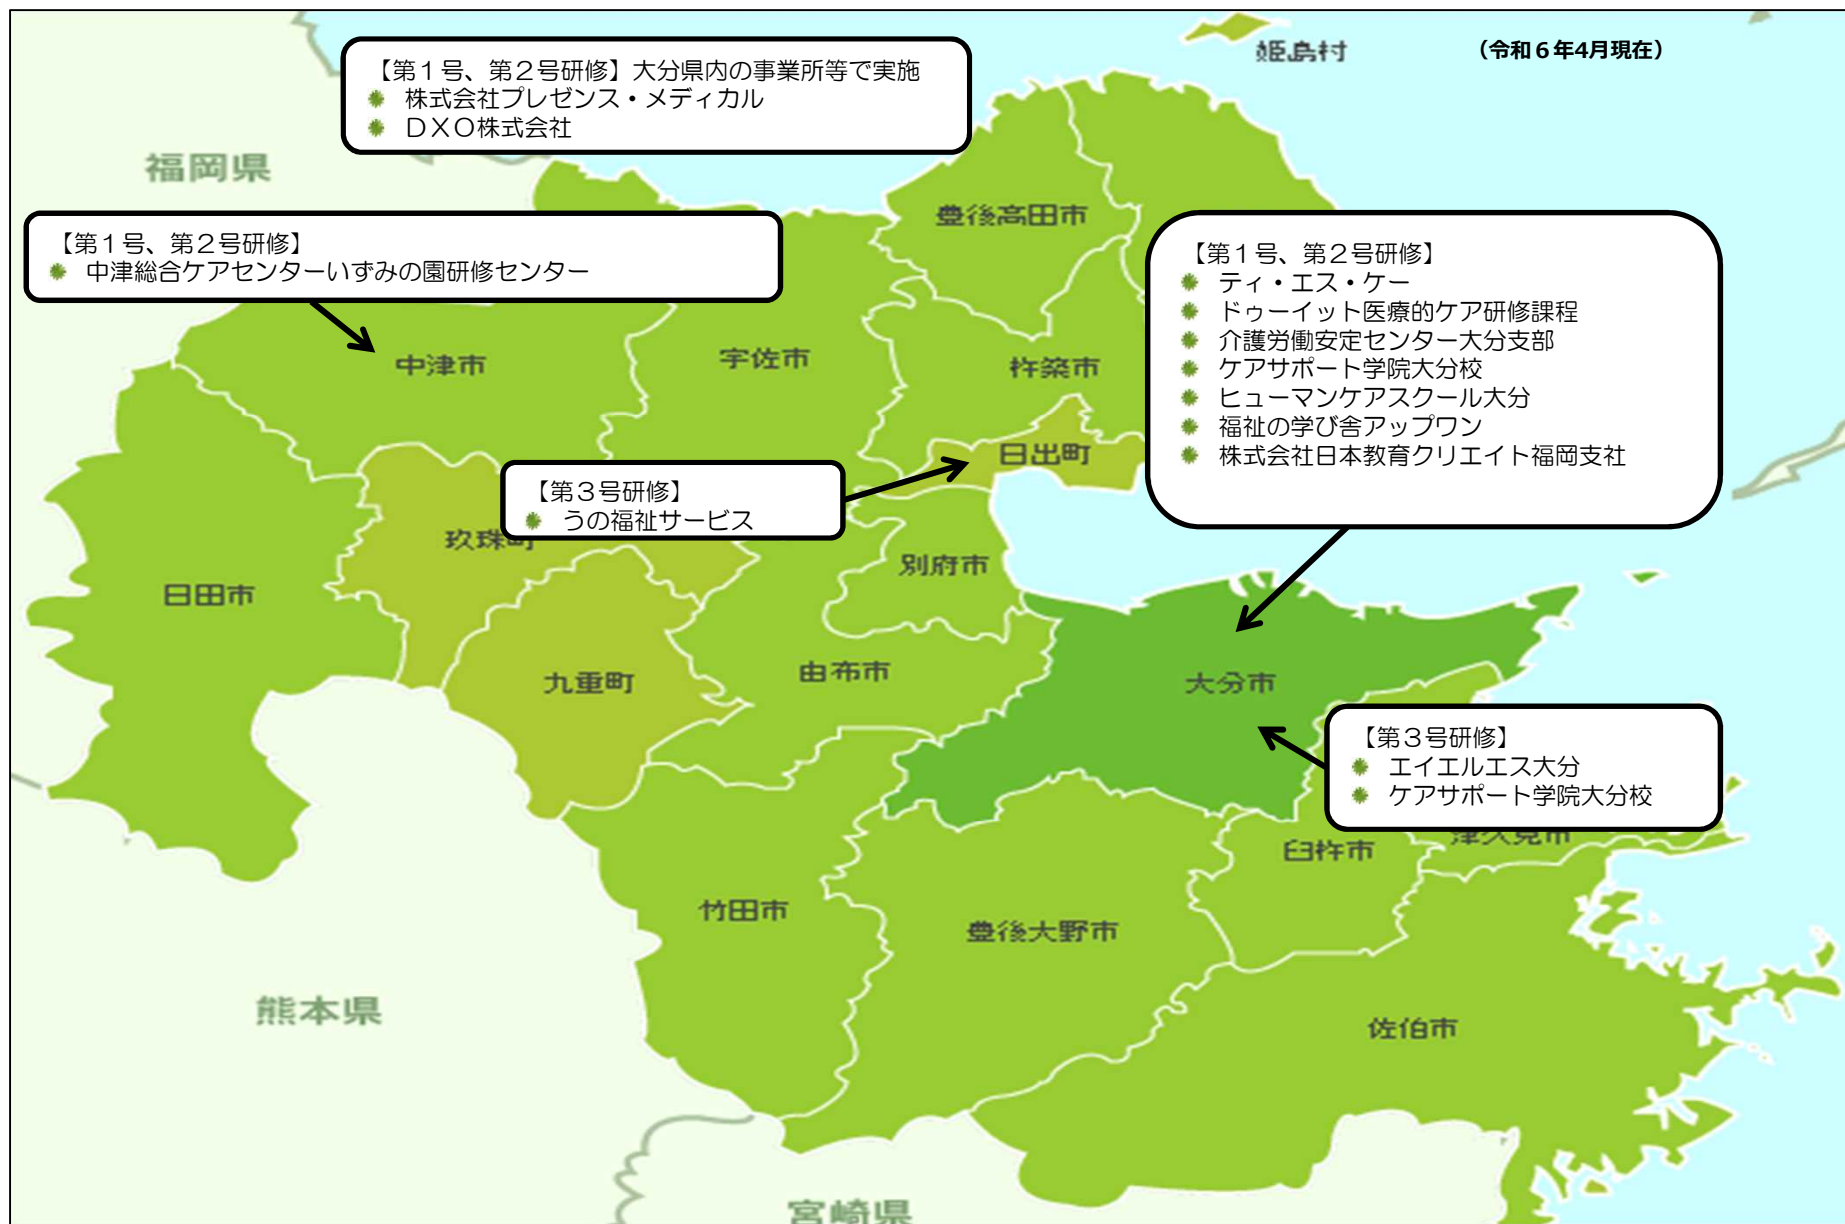 姫島村
（令和６年4月現在）
【第１号、第２号研修】大分県内の事業所等で実施
株式会社プレゼンス・メディカル
ＤＸＯ株式会社
福岡県
豊後高田市
【第１号、第２号研修】
中津総合ケアセンターいずみの園研修センター
【第１号、第２号研修】
ティ・エス・ケー
ドゥーイット医療的ケア研修課程
介護労働安定センター大分支部
ケアサポート学院大分校
ヒューマンケアスクール大分
福祉の学び舎アップワン
株式会社日本教育クリエイト福岡支社
中津市
宇佐市
杵築市
日出町
【第３号研修】
うの福祉サービス
玖珠町
別府市
日田市
九重町
由布市
大分市
【第３号研修】
エイエルエス大分
ケアサポート学院大分校
津久見市
臼杵市
竹田市
豊後大野市
熊本県
佐伯市
宮崎県